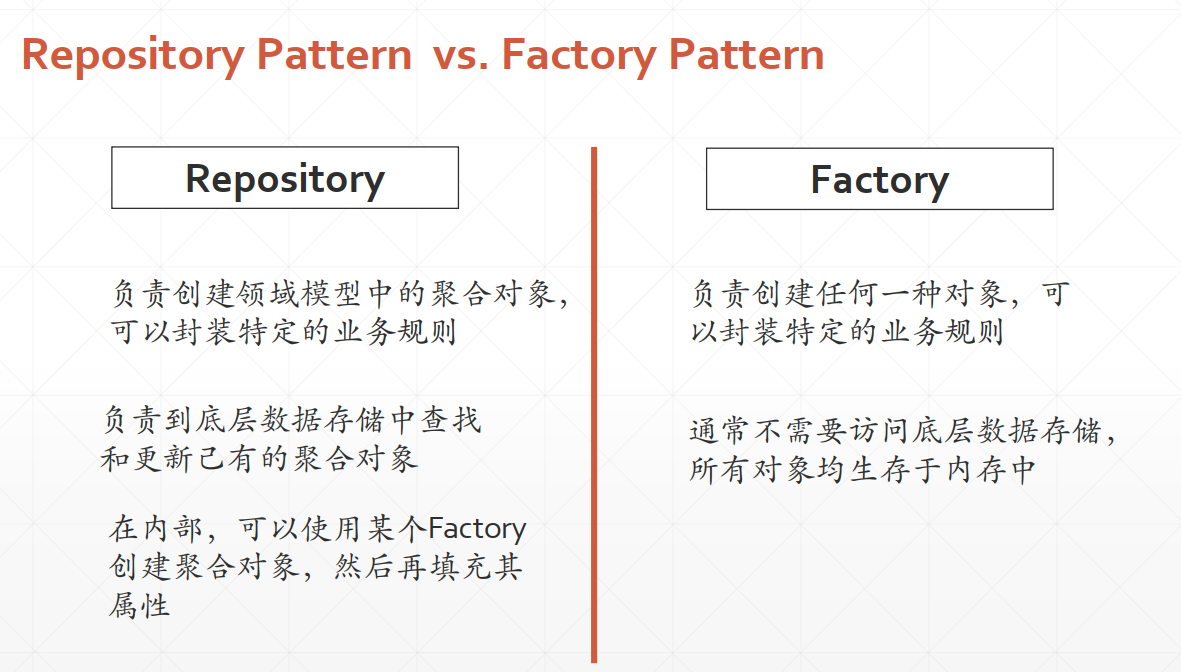 Repository Pattern vs. Factory Pattern
Repository
负责创建领域模型中的聚合对象，
可以封装特定的业务规则
负责到底层数据存储中查找
和更新已有的聚合对象
在内部，可以使用某个Factory
创建聚合对象，然后再填充其
属性
Factory
负责创建任何一种对象，可
以封装特定的业务规则
通常不需要访问底层数据存储，
所有对象均生存于内存中